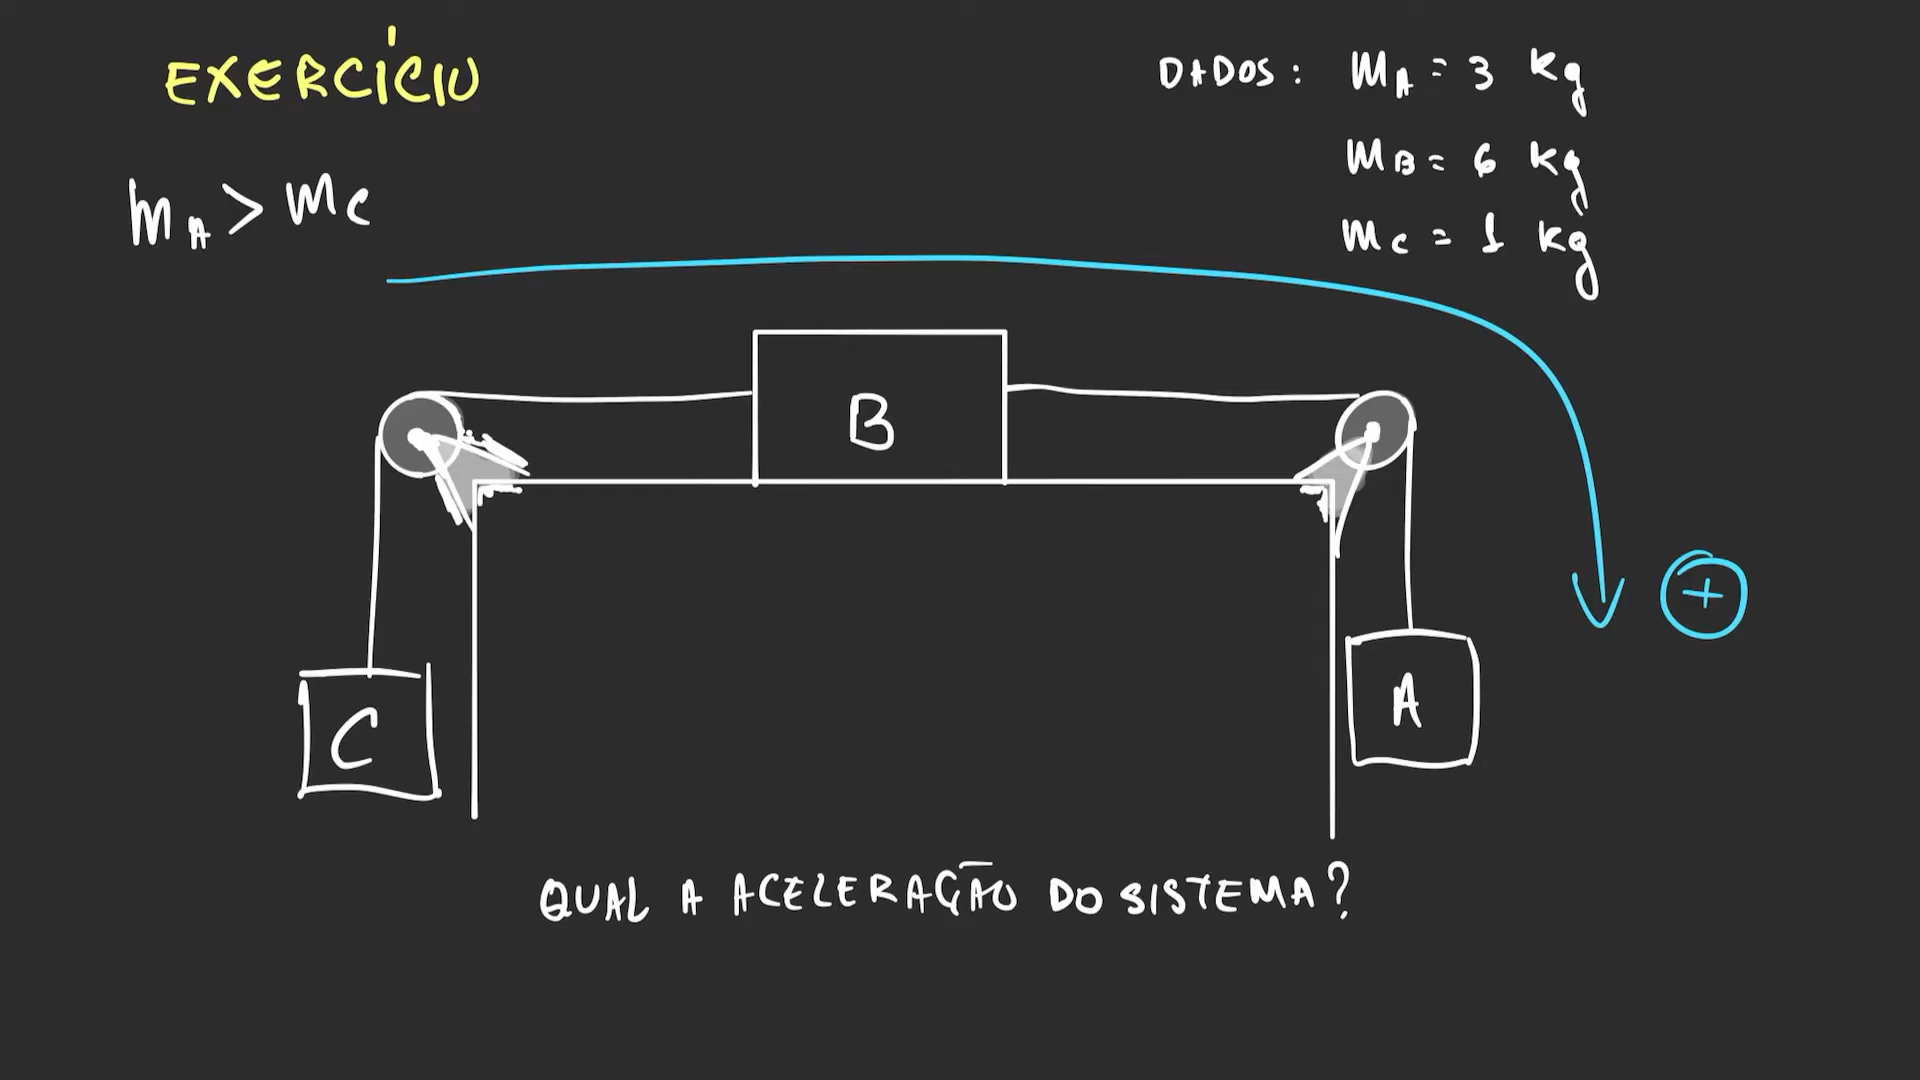 EXERCÍCIO
DADOS: mA = 3 kg
mB = 6 kg
mA > mC
mC = 1 kg
B
+
A
C
QUAL A ACELERAÇÃO DO SISTEMA?